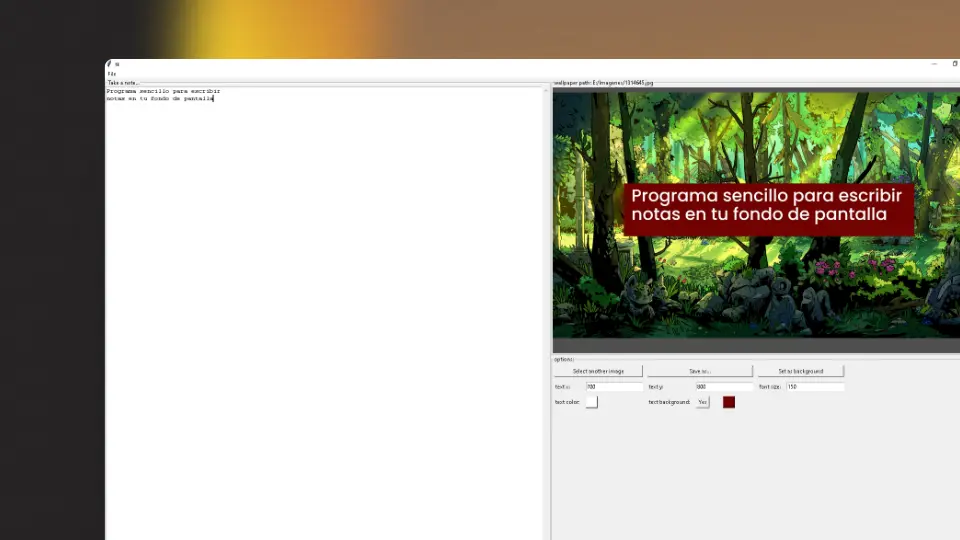 tk
File
Take a note...
Programa sencillo para escribir
notas en tu fondo de pantalla
wallpaper path: E:/Imagenes/1314645.jpg
Programa sencillo para escribir
notas en tu fondo de pantalla
options:
Select another image
Save as...
Set as background
text x:
700
text y:
800
font size:
150
text color:
text background:
Yes